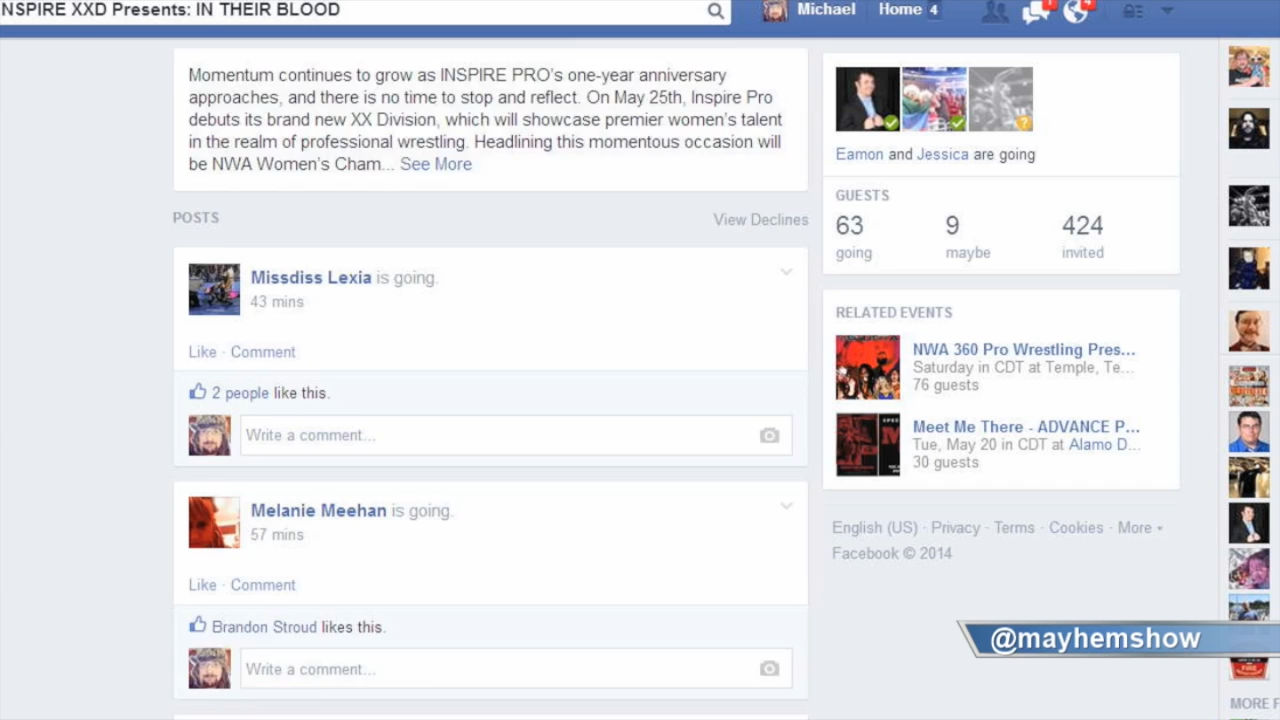 NSPIRE XXD Presents: IN THEIR BLOOD
Michael
Home 4
Momentum continues to grow as INSPIRE PRO's one-year anniversary
approaches, and there is no time to stop and reflect. On May 25th, Inspire Pro
debuts its brand new XX Division, which will showcase premier women's talent
in the realm of professional wrestling. Headlining this momentous occasion will
be NWA Women's Cham... See More
POSTS
View Declines
Missdiss Lexia is going.
43 mins
Like · Comment
2 people like this.
Write a comment...
Melanie Meehan is going.
57 mins
Like · Comment
Brandon Stroud likes this.
Write a comment...
Eamon and Jessica are going
GUESTS
63 9 424
going maybe invited
RELATED EVENTS
NWA 360 Pro Wrestling Pres...
Saturday in CDT at Temple, Te...
76 guests
Meet Me There - ADVANCE P...
Tue, May 20 in CDT at Alamo D...
30 guests
English (US) · Privacy · Terms · Cookies · More
Facebook © 2014
@mayhemshow
MORE F